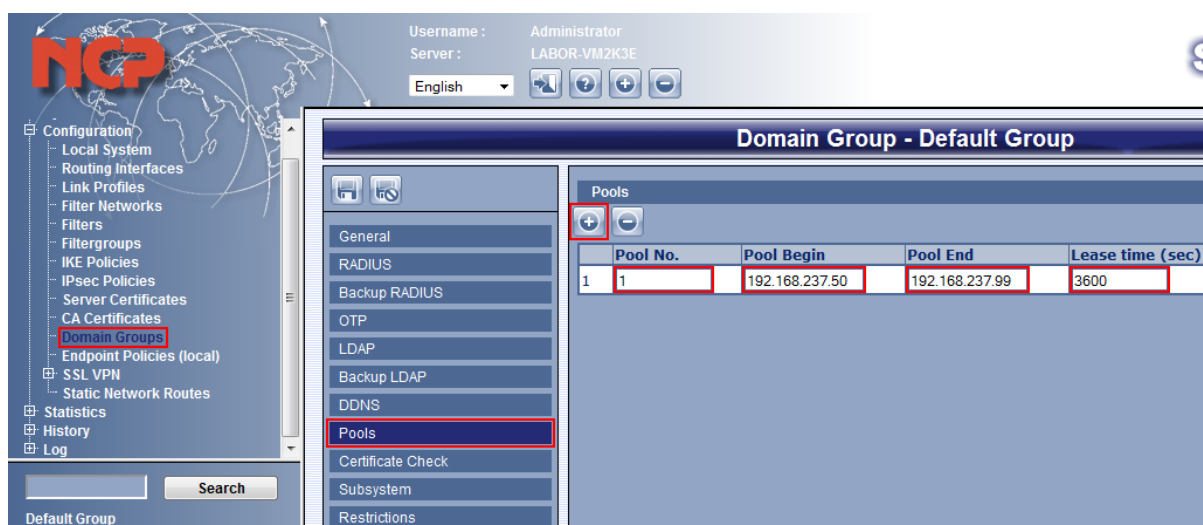 NCP
Username : Administrator
Server : LABOR-VM2K3E
English
S
Configuration
Local System
Routing Interfaces
Link Profiles
Filter Networks
Filters
Filtergroups
IKE Policies
IPsec Policies
Server Certificates
CA Certificates
Domain Groups
Endpoint Policies (local)
SSL VPN
Static Network Routes
Statistics
History
Log
Search
Default Group
Domain Group - Default Group
General
RADIUS
Backup RADIUS
OTP
LDAP
Backup LDAP
DDNS
Pools
Certificate Check
Subsystem
Restrictions
Pools
Pool No. Pool Begin Pool End Lease time (sec)
1 1 192.168.237.50 192.168.237.99 3600